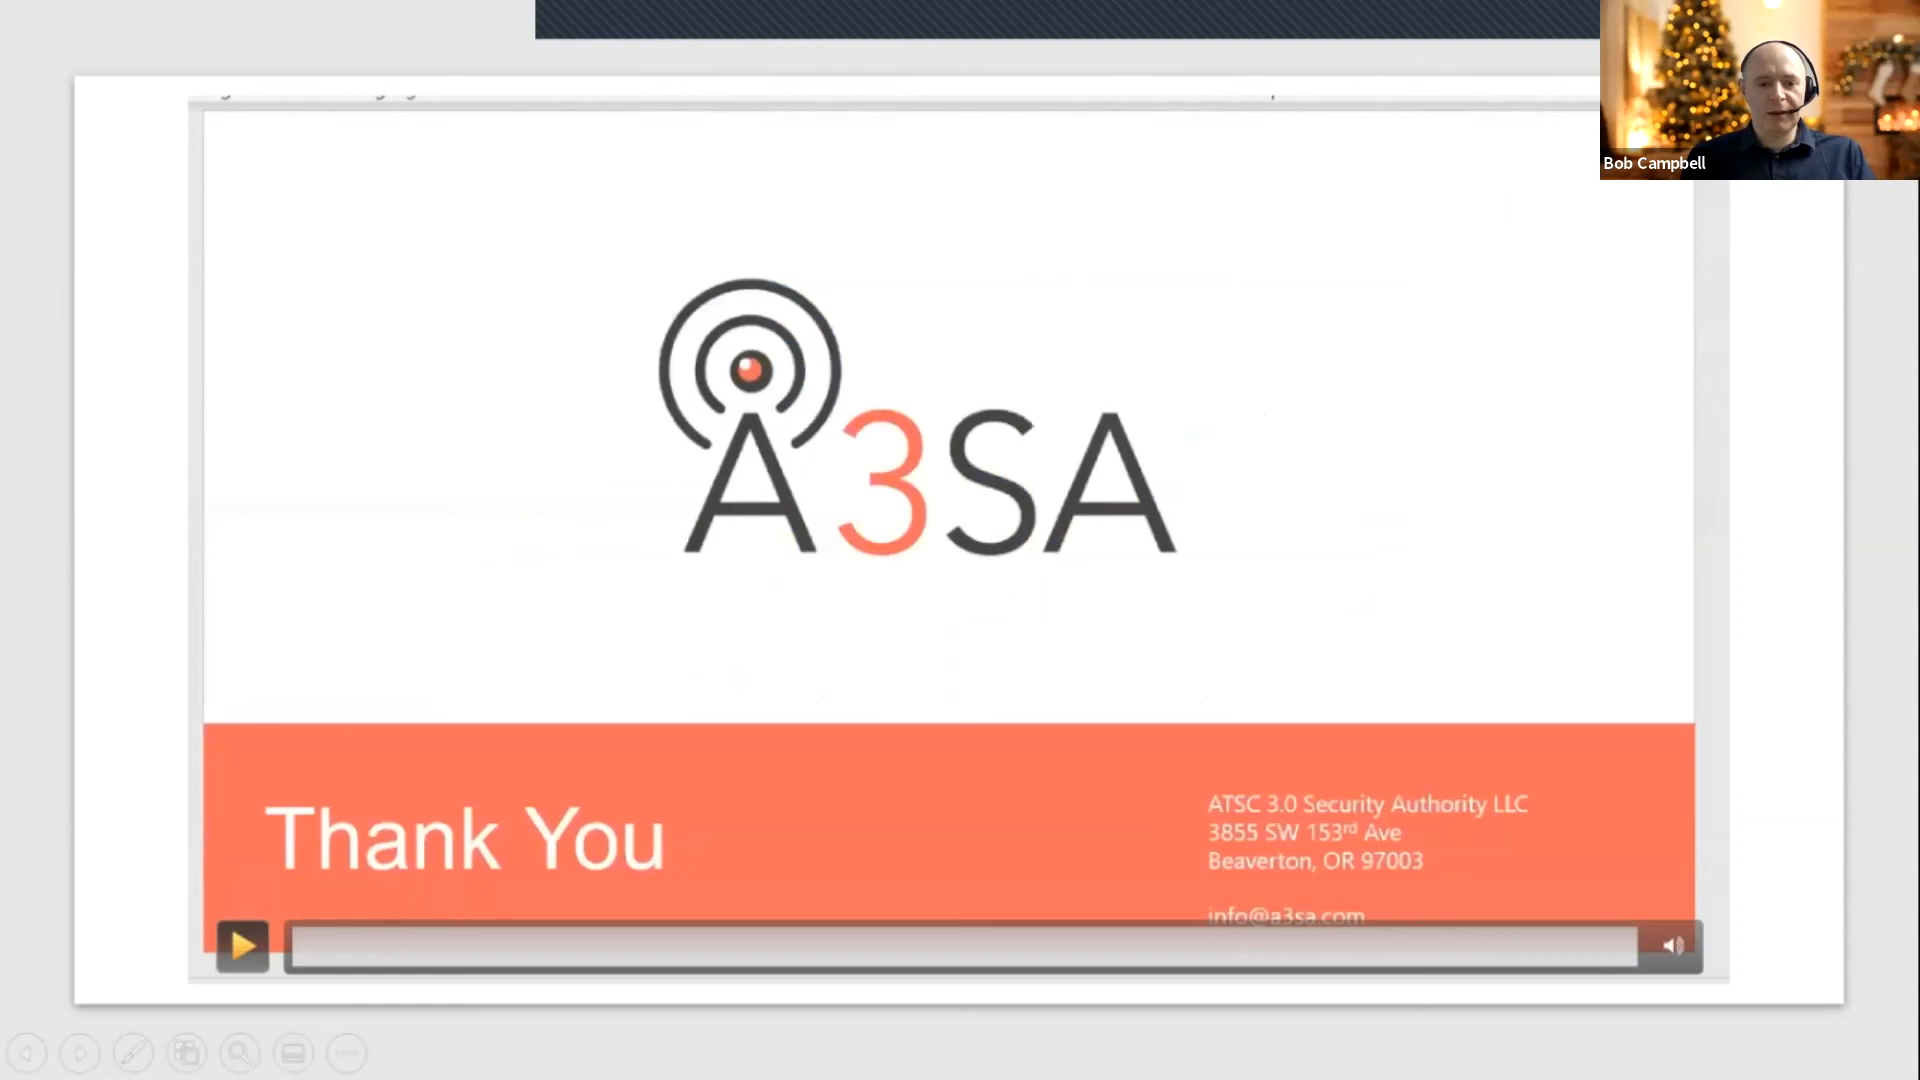 Bob Campbell
A3SA
Thank You
ATSC 3.0 Security Authority LLC
3855 SW 153rd Ave
Beaverton, OR 97003
info@a3sa.com